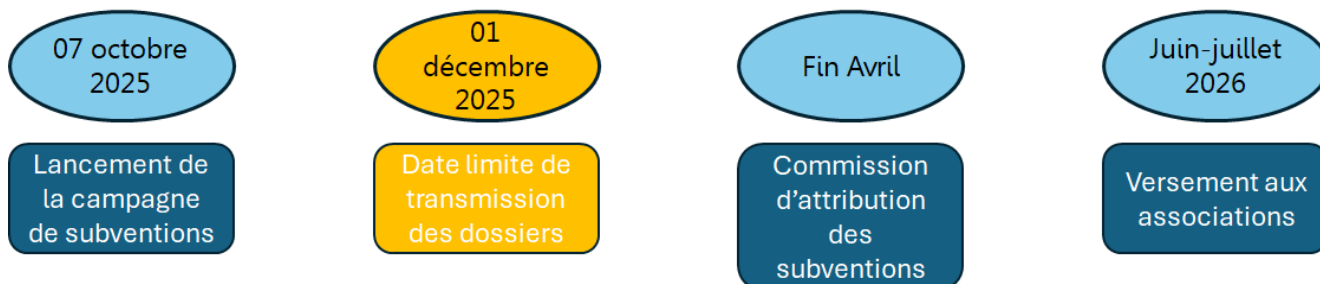 07 octobre
2025
01
décembre
2025
Fin Avril
Juin-juillet
2026
Lancement de
la campagne
de subventions
Date limite de
transmission
des dossiers
Commission
d’attribution
des
subventions
Versement aux
associations